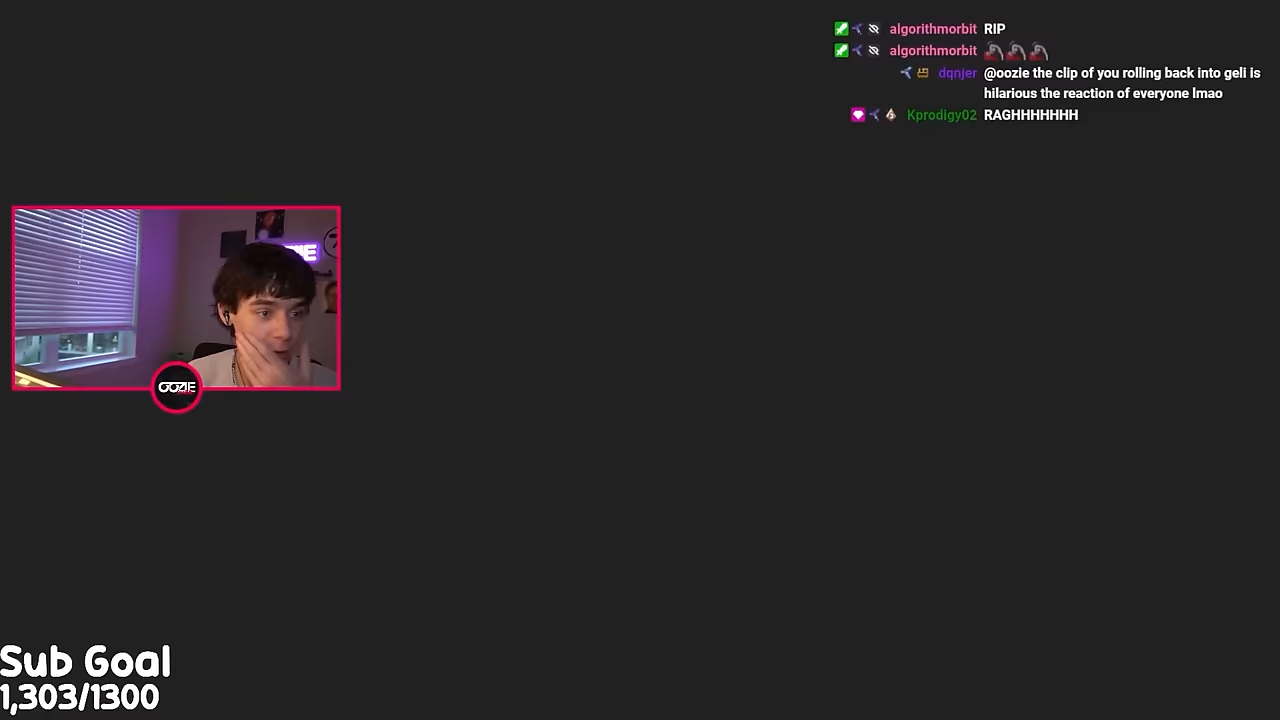 algorithmorbit RIP
algorithmorbit
dqnjer @oozie the clip of you rolling back into geli is
hilarious the reaction of everyone lmao
Kprodigy02 RAGHHHHHHH
OOZIE
Sub Goal
1,303/1300